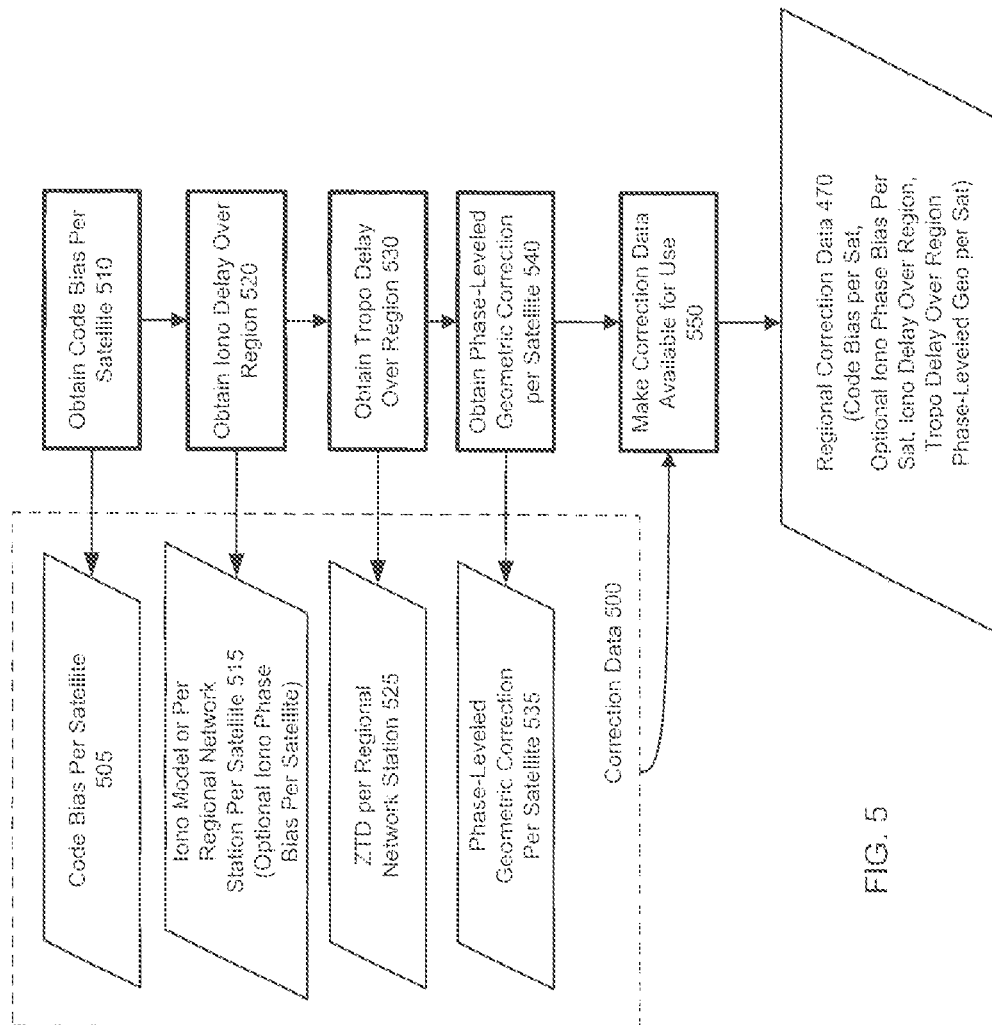 Obtain Code Bias Per
Satellite 510
Obtain Iono Delay Over
Region 520
Obtain Tropo Delay
Over Region 530
Obtain Phase-Leveled
Geometric Correction
per Satellite 540
Make Correction Data
Available for Use
550
Code Bias Per Satellite
505
Iono Model or Per
Regional Network
Station Per Satellite 515
(Optional Iono Phase
Bias Per Satellite)
ZTD per Regional
Network Station 525
Phase-Leveled
Geometric Correction
Per Satellite 535
Correction Data 500
Regional Correction Data 470
(Code Bias per Sat,
Optional Iono Phase Bias Per
Sat, Iono Delay Over Region,
Tropo Delay Over Region
Phase-Leveled Geo per Sat)
FIG. 5